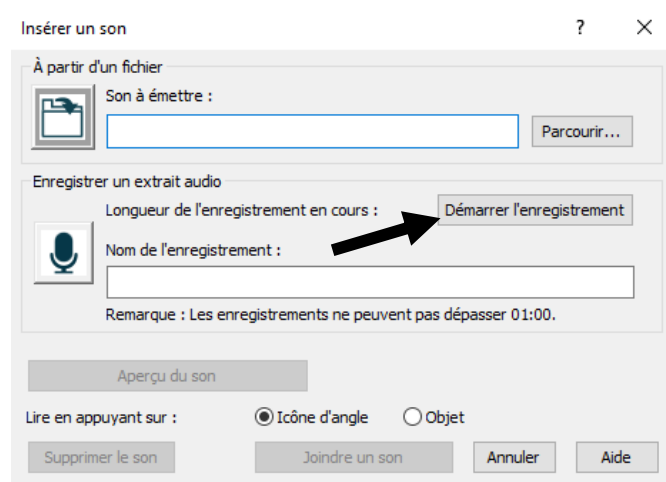 Insérer un son ? ×
À partir d'un fichier
Son à émettre :
Parcourir...
Enregistrer un extrait audio
Longueur de l'enregistrement en cours : Démarrer l'enregistrement
Nom de l'enregistrement :
Remarque : Les enregistrements ne peuvent pas dépasser 01:00.
Aperçu du son
Lire en appuyant sur : Icône d'angle Objet
Supprimer le son Joindre un son Annuler Aide